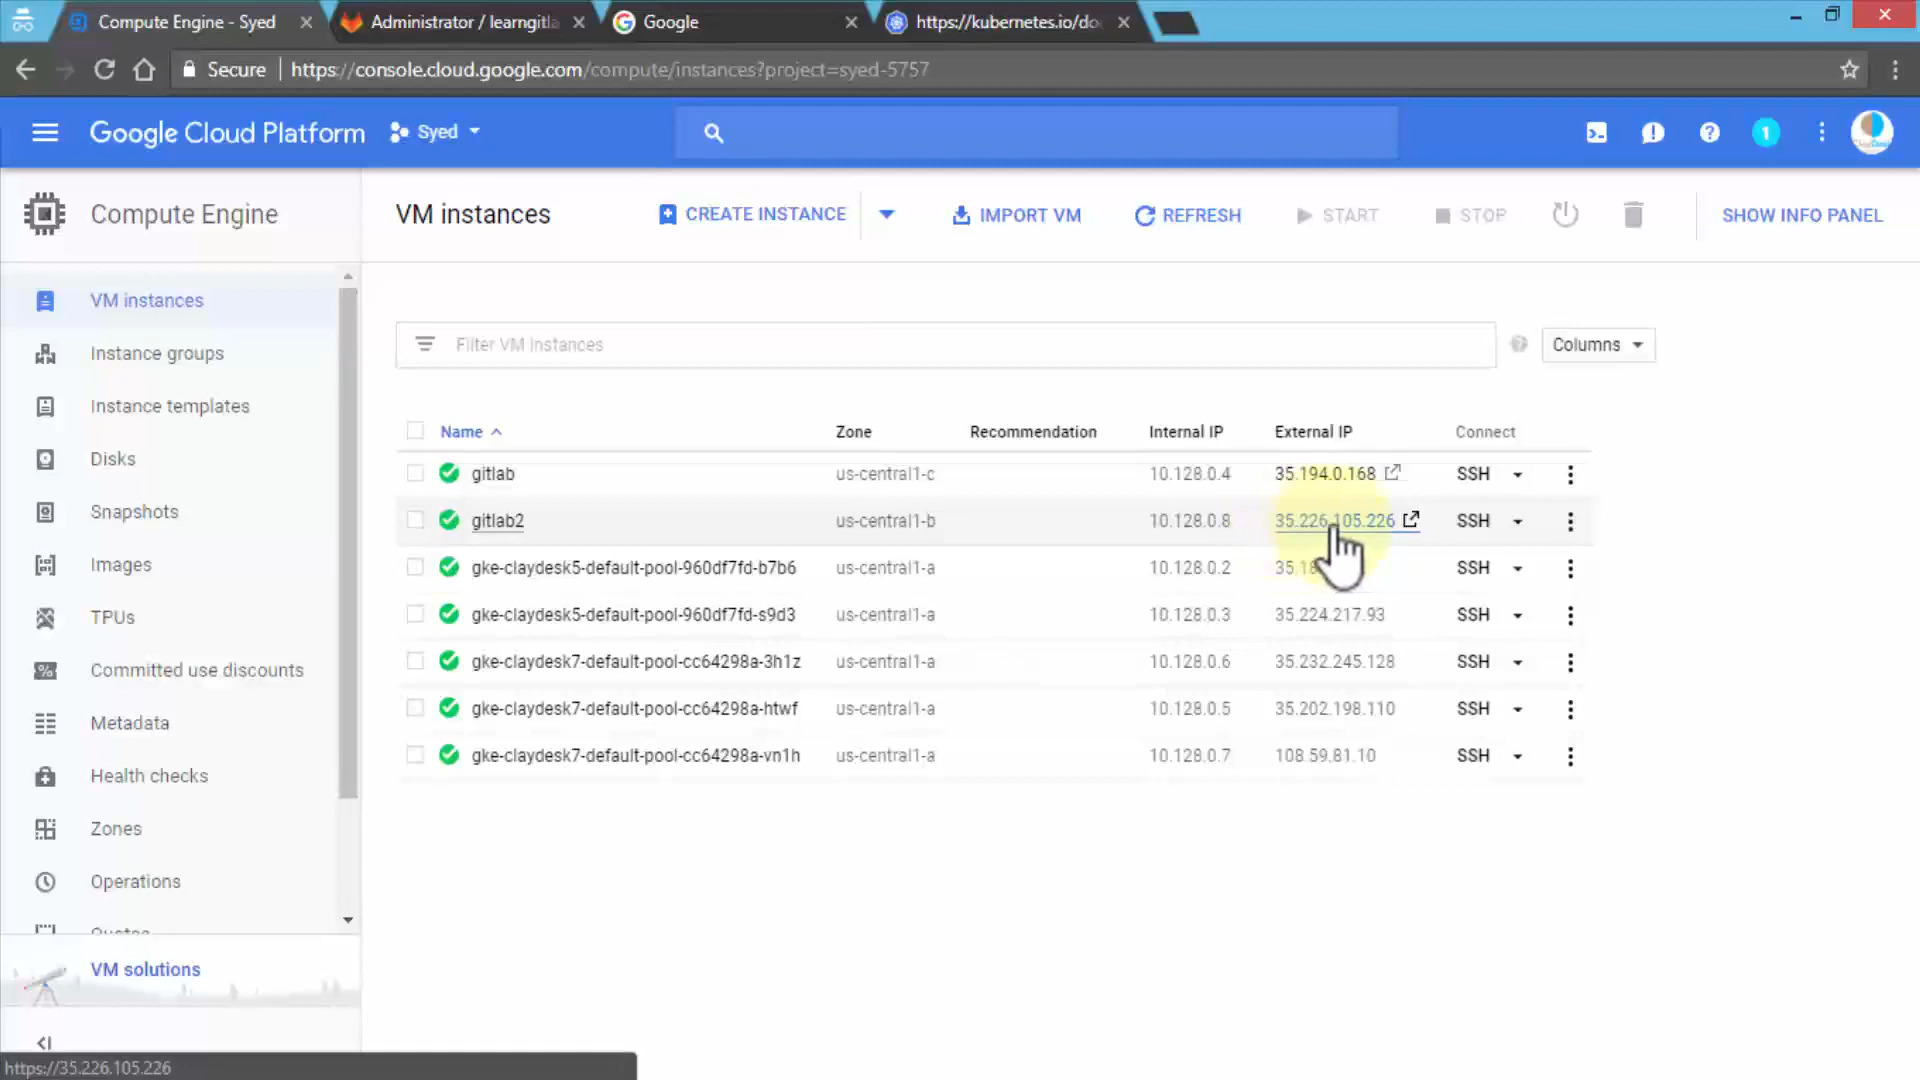 Compute Engine - Syed
Administrator / learngitla
Google
https://kubernetes.io/do
Secure
https://console.cloud.google.com/compute/instances?project=syed-5757
Google Cloud Platform
Syed
1
Compute Engine
VM instances
CREATE INSTANCE
IMPORT VM
REFRESH
START
STOP
SHOW INFO PANEL
VM instances
Instance groups
Instance templates
Disks
Snapshots
Images
TPUs
Committed use discounts
Metadata
Health checks
Zones
Operations
Quotas
VM solutions
Filter VM instances
Columns
Name Zone Recommendation Internal IP External IP Connect
gitlab us-central1-c 10.128.0.4 35.194.0.168 SSH
gitlab2 us-central1-b 10.128.0.8 35.226.105.226 SSH
gke-claydesk5-default-pool-960df7fd-b7b6 us-central1-a 10.128.0.2 35.18 SSH
gke-claydesk5-default-pool-960df7fd-s9d3 us-central1-a 10.128.0.3 35.224.217.93 SSH
gke-claydesk7-default-pool-cc64298a-3h1z us-central1-a 10.128.0.6 35.232.245.128 SSH
gke-claydesk7-default-pool-cc64298a-htwf us-central1-a 10.128.0.5 35.202.198.110 SSH
gke-claydesk7-default-pool-cc64298a-vn1h us-central1-a 10.128.0.7 108.59.81.10 SSH
https://35.226.105.226